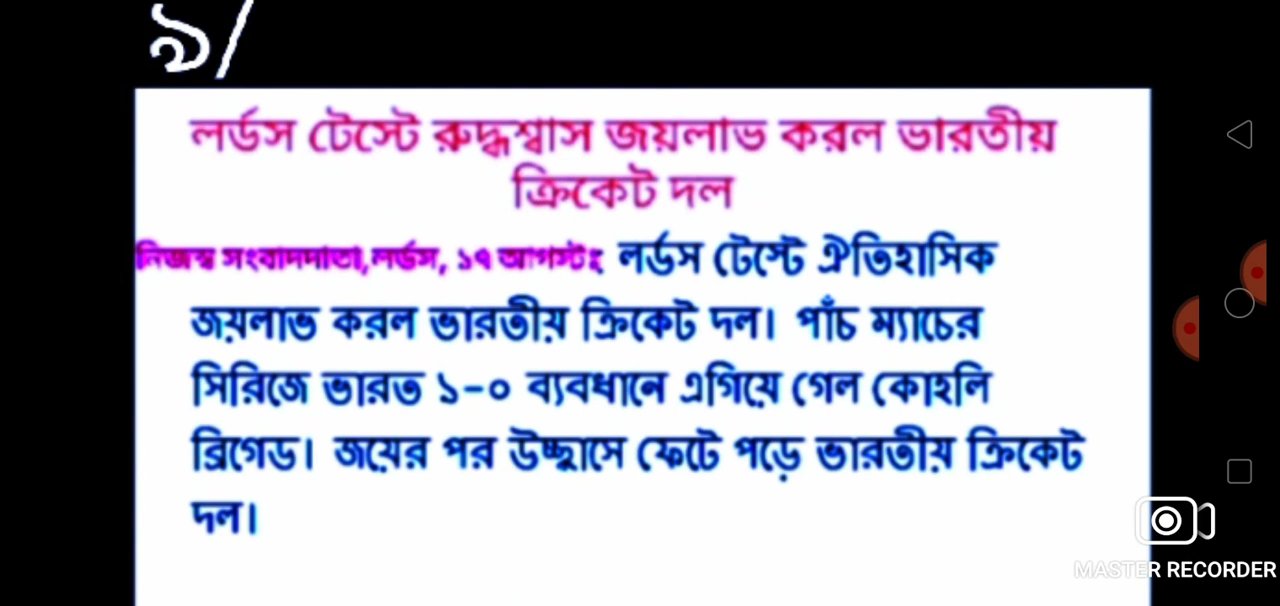 ৯/
লর্ডস টেস্টে রুদ্ধশ্বাস জয়লাভ করল ভারতীয়
ক্রিকেট দল
নিজস্ব সংবাদদাতা, লর্ডস, ১৭ আগস্টঃ লর্ডস টেস্টে ঐতিহাসিক
জয়লাভ করল ভারতীয় ক্রিকেট দল। পাঁচ ম্যাচের
সিরিজে ভারত ১-০ ব্যবধানে এগিয়ে গেল কোহলি
ব্রিগেড। জয়ের পর উচ্ছ্বাসে ফেটে পড়ে ভারতীয় ক্রিকেট
দল।
MASTER RECORDER